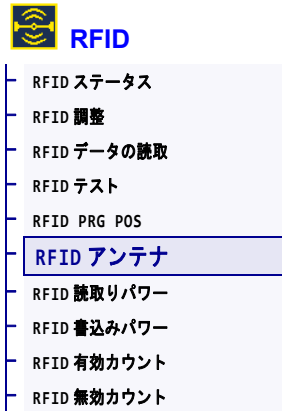 RFID
RFID ステータス
RFID 調整
RFID データの読取
RFID テスト
RFID PRG POS
RFID アンテナ
RFID 読取りパワー
RFID 書込みパワー
RFID 有効カウント
RFID 無効カウント